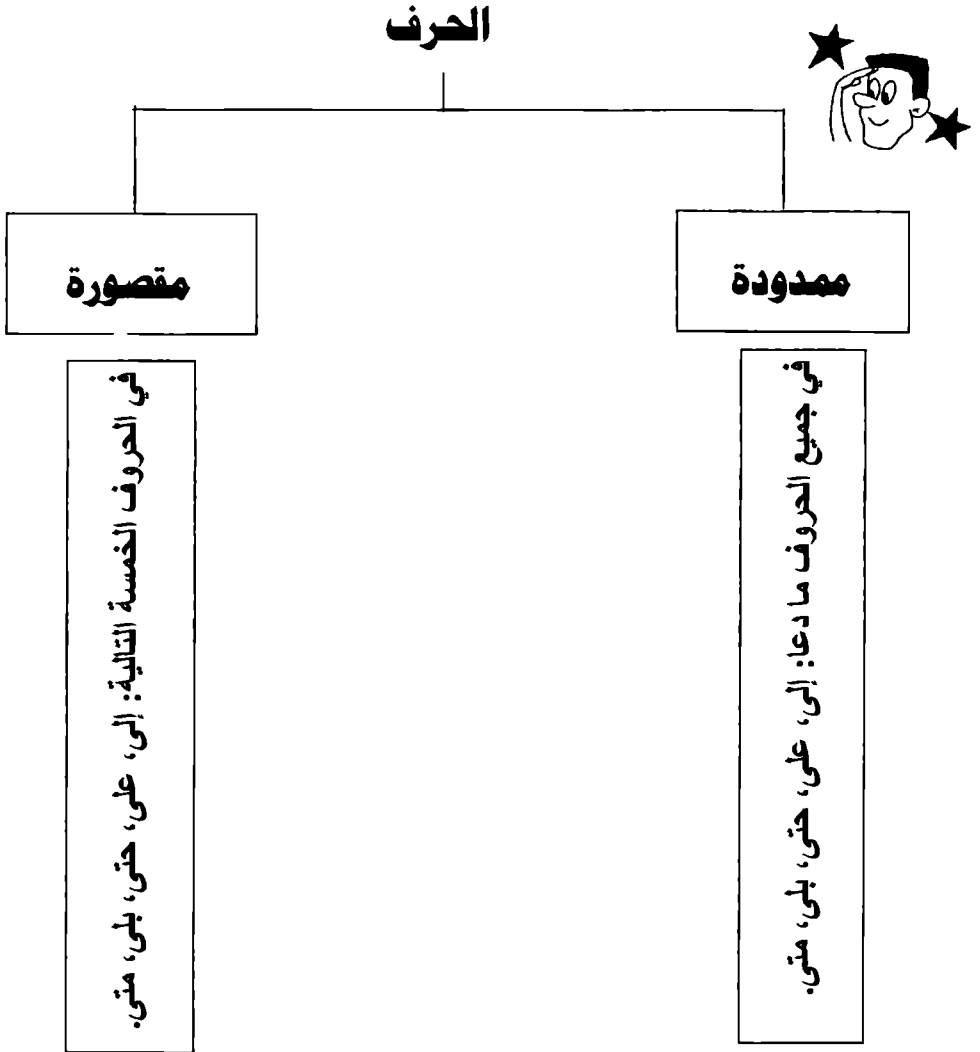 الحرف
ممدودة
مقصورة
في جميع الحروف ما دعا: إلى، على، حتى، بلى، متى.
في الحروف الخمسة التالية: إلى، على، حتى، بلى، متى.